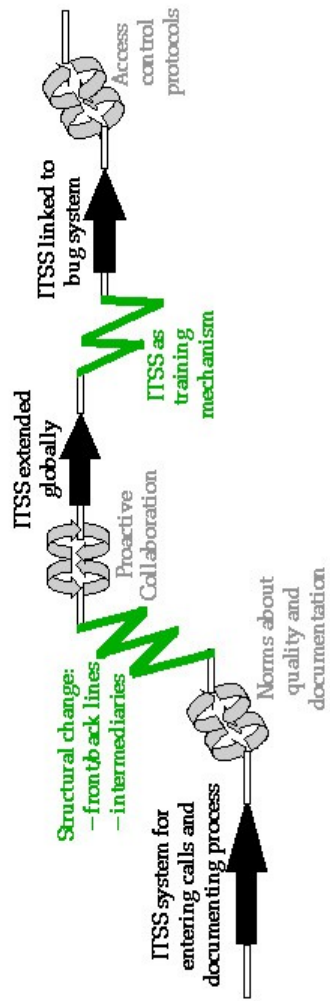 ITSS system for
entering calls and
documenting process
Norms about
quality and
documentation
Structural change:
– front/back lines
– intermediaries
Proactive
Collaboration
ITSS extended
globally
ITSS as
training
mechanism
ITSS linked to
bug system
Access
control
protocols